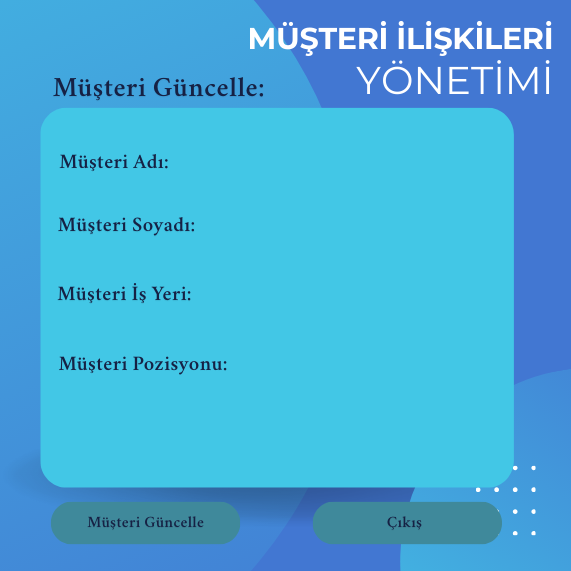 MÜŞTERİ İLİŞKİLERİ
YÖNETİMİ
Müşteri Güncelle:
Müşteri Adı:
Müşteri Soyadı:
Müşteri İş Yeri:
Müşteri Pozisyonu:
Müşteri Güncelle
Çıkış